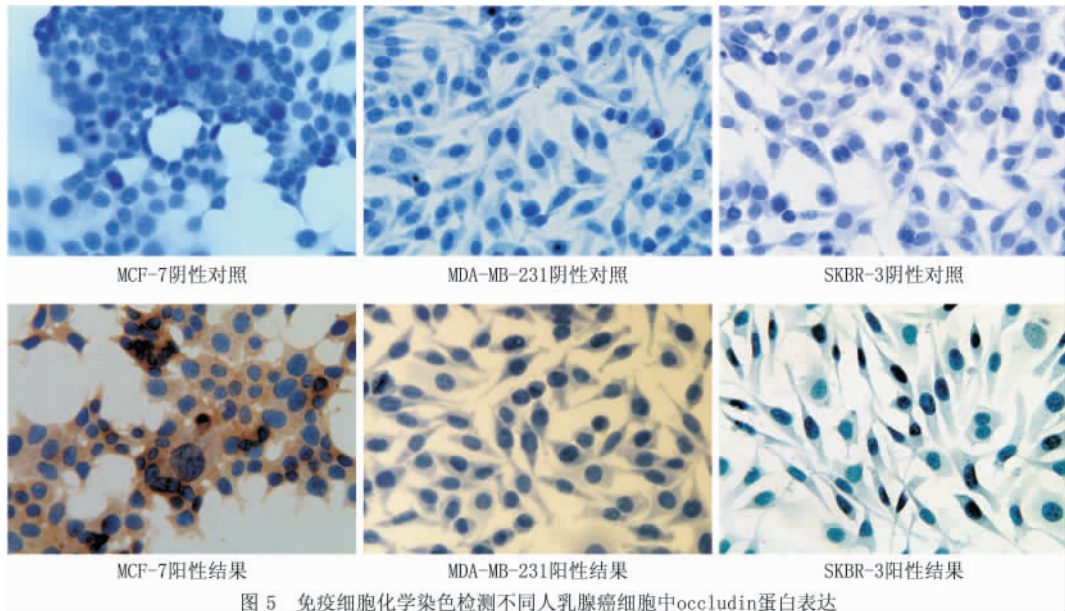 MCF-7阴性对照 MDA-MB-231阴性对照 SKBR-3阴性对照
MCF-7阳性结果 MDA-MB-231阳性结果 SKBR-3阳性结果
图 5 免疫细胞化学染色检测不同人乳腺癌细胞中occludin蛋白表达